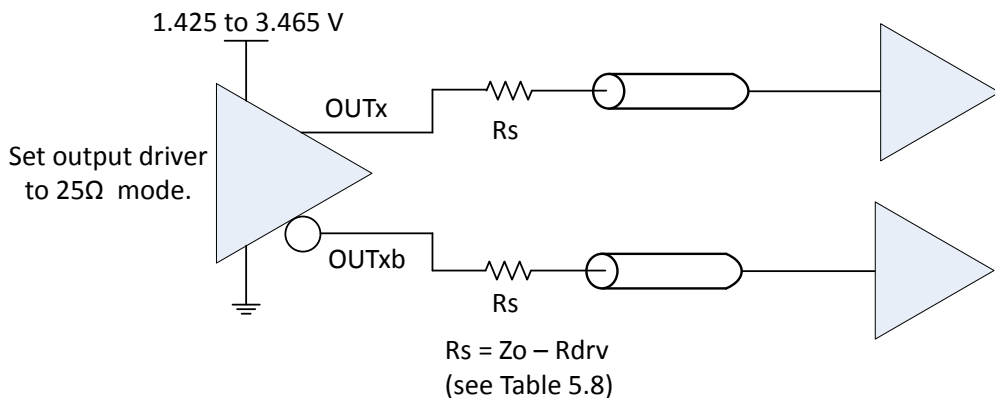 1.425 to 3.465 V
OUTx
Rs
Set output driver
to 25Ω mode.
OUTxb
Rs
Rs = Zo – Rdrv
(see Table 5.8)